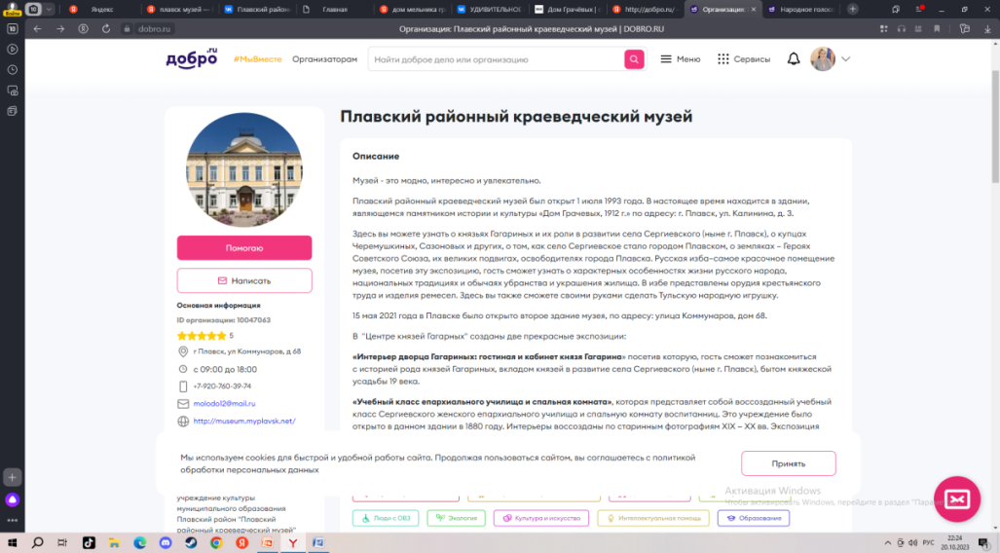 Яндекс
плавск музей —
Плавский район
Главная
дом мельника гр
УДИВИТЕЛЬНОЕ
Дом Грачёвых |
http://добро.ru/
Организация:
Народное голосо
dobro.ru
Организация: Плавский районный краеведческий музей | DOBRO.RU
добро.ru
#МыВместе
Организаторам
Найти доброе дело или организацию
Меню
Сервисы
Плавский районный краеведческий музей
Описание
Музей - это модно, интересно и увлекательно.
Плавский районный краеведческий музей был открыт 1 июля 1993 года. В настоящее время находится в здании,
являющемся памятником истории и культуры «Дом Грачевых, 1912 г.» по адресу: г. Плавск, ул. Калинина, д. 3.
Здесь вы можете узнать о князьях Гагариных и их роли в развитии села Сергиевского (ныне г. Плавск), о купцах
Черемушкиных, Сазоновых и других, о том, как село Сергиевское стало городом Плавском, о земляках – Героях
Советского Союза, их великих подвигах, освободителях города Плавска. Русская изба–самое красочное помещение
музея, посетив эту экспозицию, гость сможет узнать о характерных особенностях жизни русского народа,
национальных традициях и обычаях убранства и украшения жилища. В избе представлены орудия крестьянского
труда и изделия ремесел. Здесь вы также сможете своими руками сделать Тульскую народную игрушку.
15 мая 2021 года в Плавске было открыто второе здание музея, по адресу: улица Коммунаров, дом 68.
В "Центре князей Гагарных" созданы две прекрасные экспозиции:
«Интерьер дворца Гагариных: гостиная и кабинет князя Гагарина» посетив которую, гость сможет познакомиться
с историей рода князей Гагариных, вкладом князей в развитие села Сергиевского (ныне г. Плавск), бытом княжеской
усадьбы 19 века.
«Учебный класс епархиального училища и спальная комната», которая представляет собой воссозданный учебный
класс Сергиевского женского епархиального училища и спальную комнату воспитанниц. Это учреждение было
открыто в данном здании в 1880 году. Интерьеры воссозданы по старинным фотографиям XIX – XX вв. Экспозиция
Помогаю
Написать
Основная информация
ID организации: 10047063
5
г Плавск, ул Коммунаров, д 68
с 09:00 до 18:00
+7-920-760-39-74
molodo12@mail.ru
http://museum.myplavsk.net/
Мы используем cookies для быстрой и удобной работы сайта. Продолжая пользоваться сайтом, вы соглашаетесь с политикой
обработки персональных данных
Принять
учреждение культуры
муниципального образования
Плавский район "Плавский
районный краеведческий музей"
Люди с ОВЗ
Экология
Культура и искусство
Интеллектуальная помощь
Образование
Активация Windows
Чтобы активировать Windows, перейдите в раздел "Пара
РУС
22:24
20.10.2023